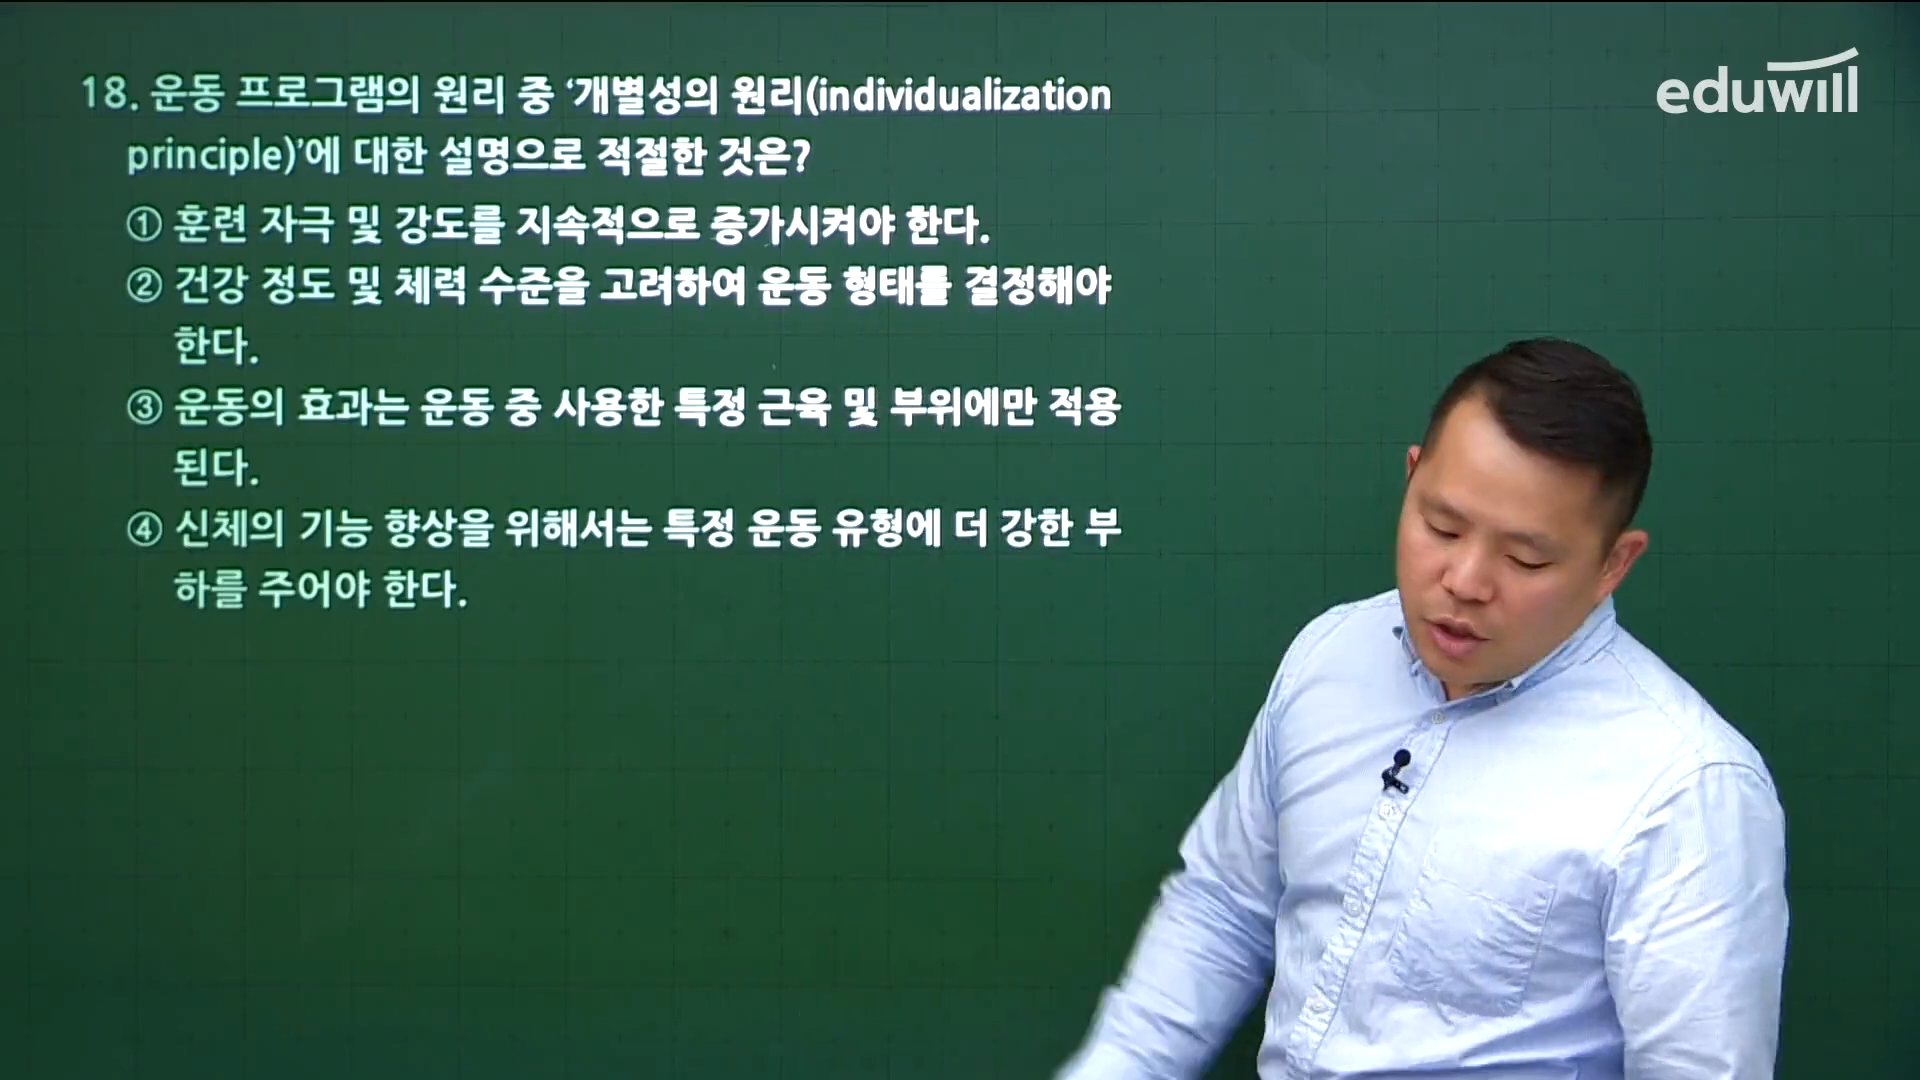 eduwill
18. 운동 프로그램의 원리 중 ‘개별성의 원리(individualization
principle)’에 대한 설명으로 적절한 것은?
① 훈련 자극 및 강도를 지속적으로 증가시켜야 한다.
② 건강 정도 및 체력 수준을 고려하여 운동 형태를 결정해야
한다.
③ 운동의 효과는 운동 중 사용한 특정 근육 및 부위에만 적용
된다.
④ 신체의 기능 향상을 위해서는 특정 운동 유형에 더 강한 부
하를 주어야 한다.